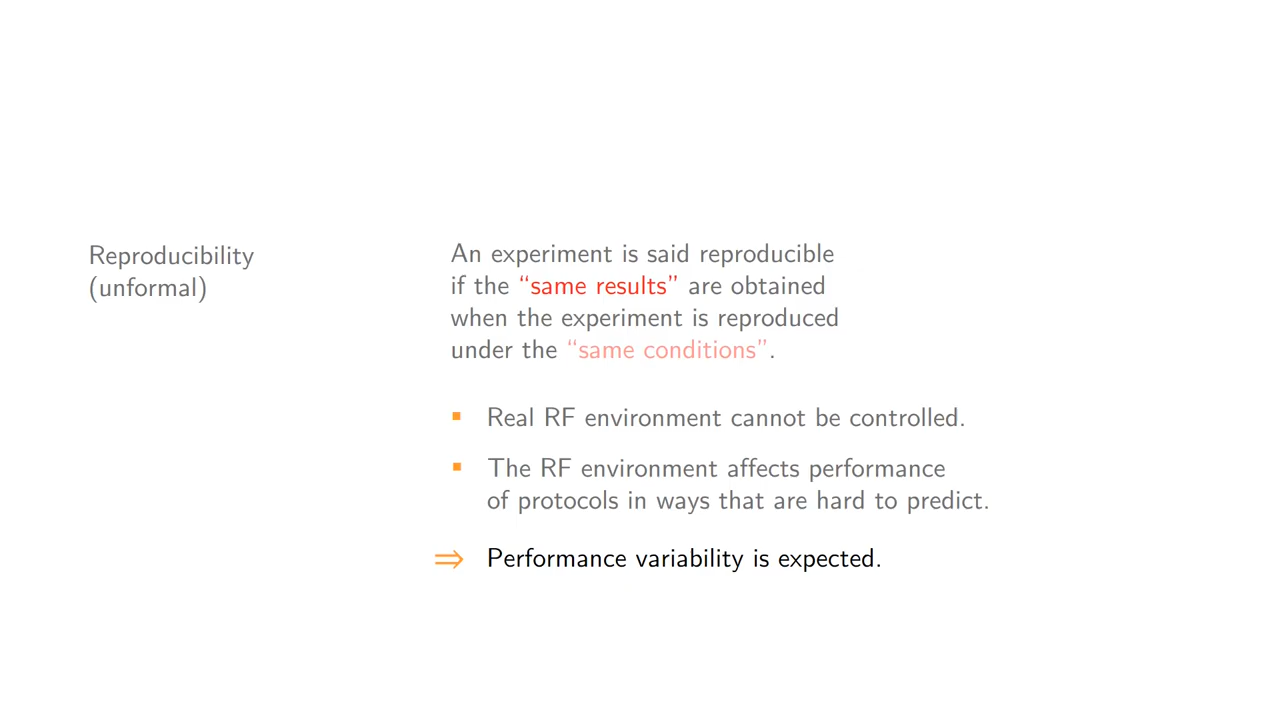 Reproducibility
(unformal)
An experiment is said reproducible
if the “same results” are obtained
when the experiment is reproduced
under the “same conditions”.
▪ Real RF environment cannot be controlled.
▪ The RF environment affects performance
of protocols in ways that are hard to predict.
⇒ Performance variability is expected.